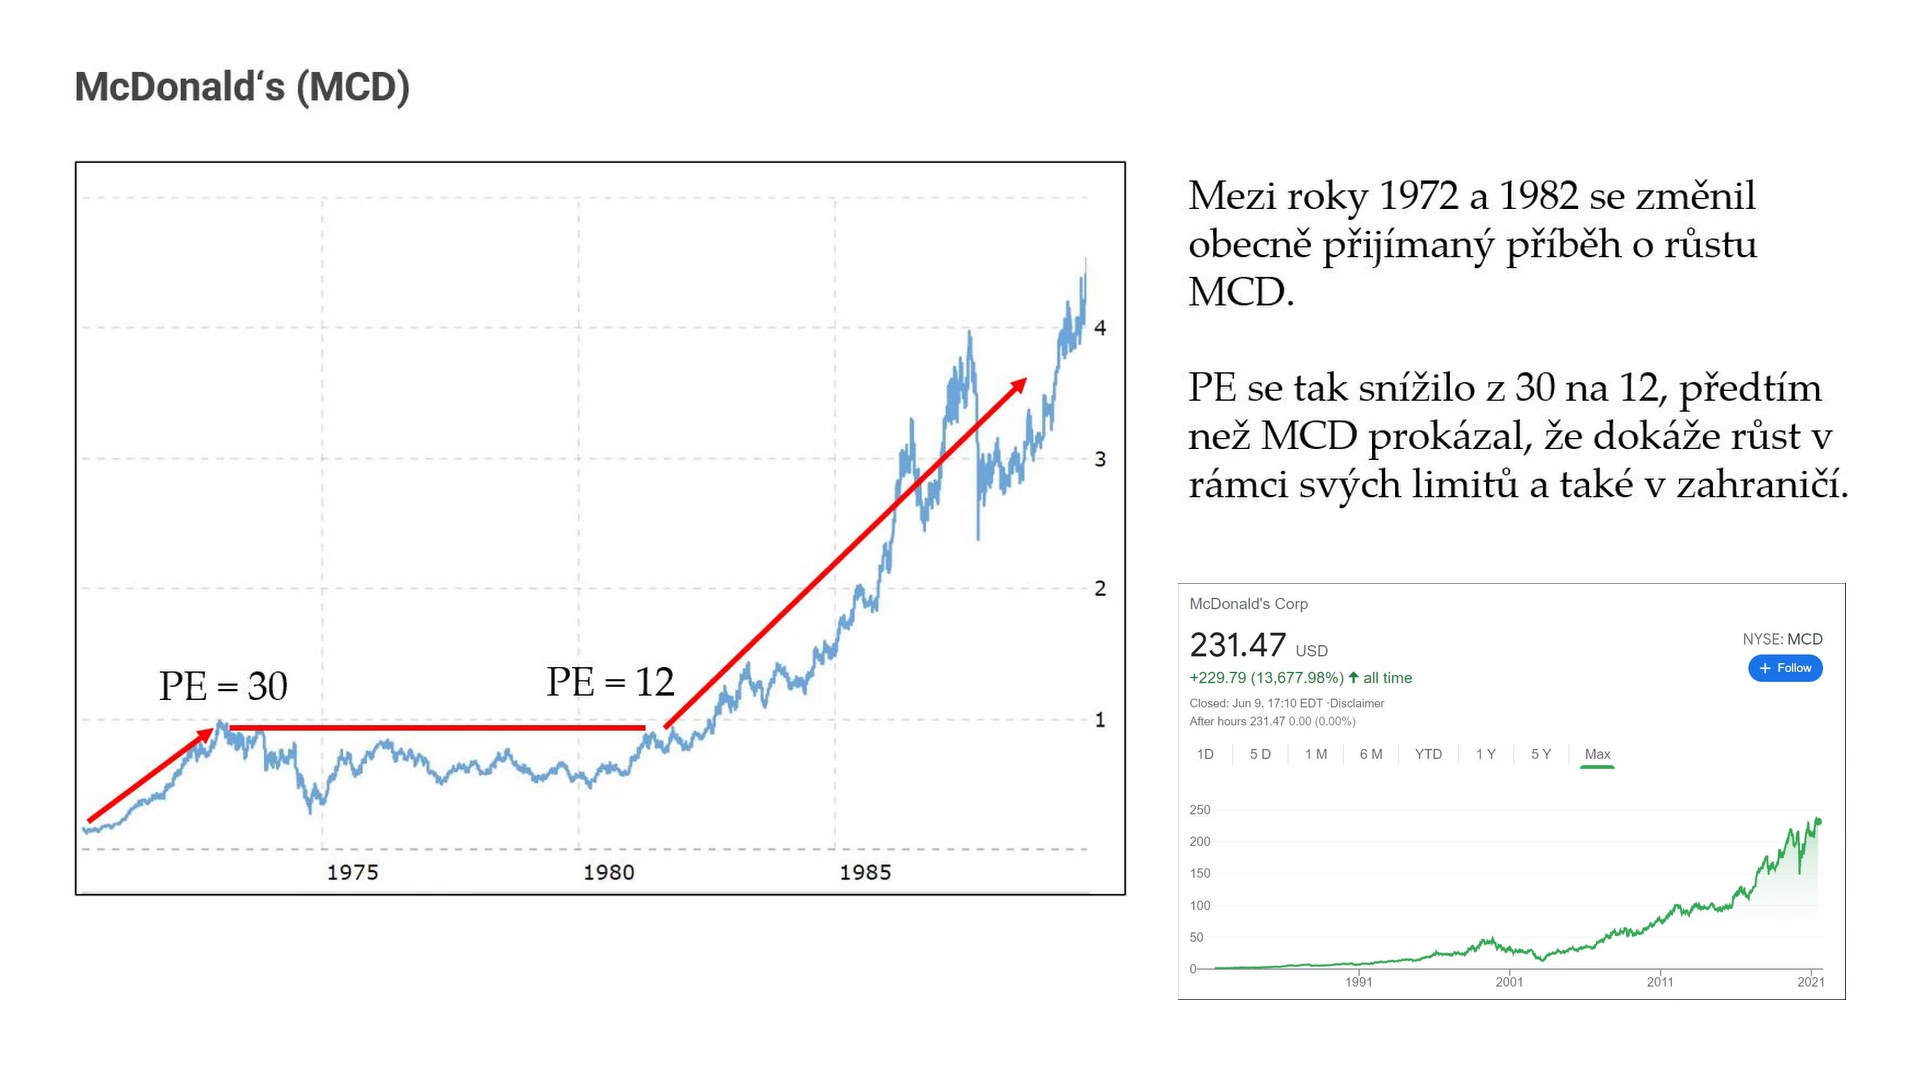 McDonald‘s (MCD)
4
3
2
1
PE = 30
PE = 12
1975
1980
1985
Mezi roky 1972 a 1982 se změnil
obecně přijímaný příběh o růstu
MCD.
PE se tak snížilo z 30 na 12, předtím
než MCD prokázal, že dokáže růst v
rámci svých limitů a také v zahraničí.
McDonald's Corp
231.47 USD
NYSE: MCD
+ Follow
+229.79 (13,677.98%) ↑ all time
Closed: Jun 9, 17:10 EDT ·Disclaimer
After hours 231.47 0.00 (0.00%)
1D 5 D 1 M 6 M YTD 1 Y 5 Y Max
250
200
150
100
50
0
1991 2001 2011 2021